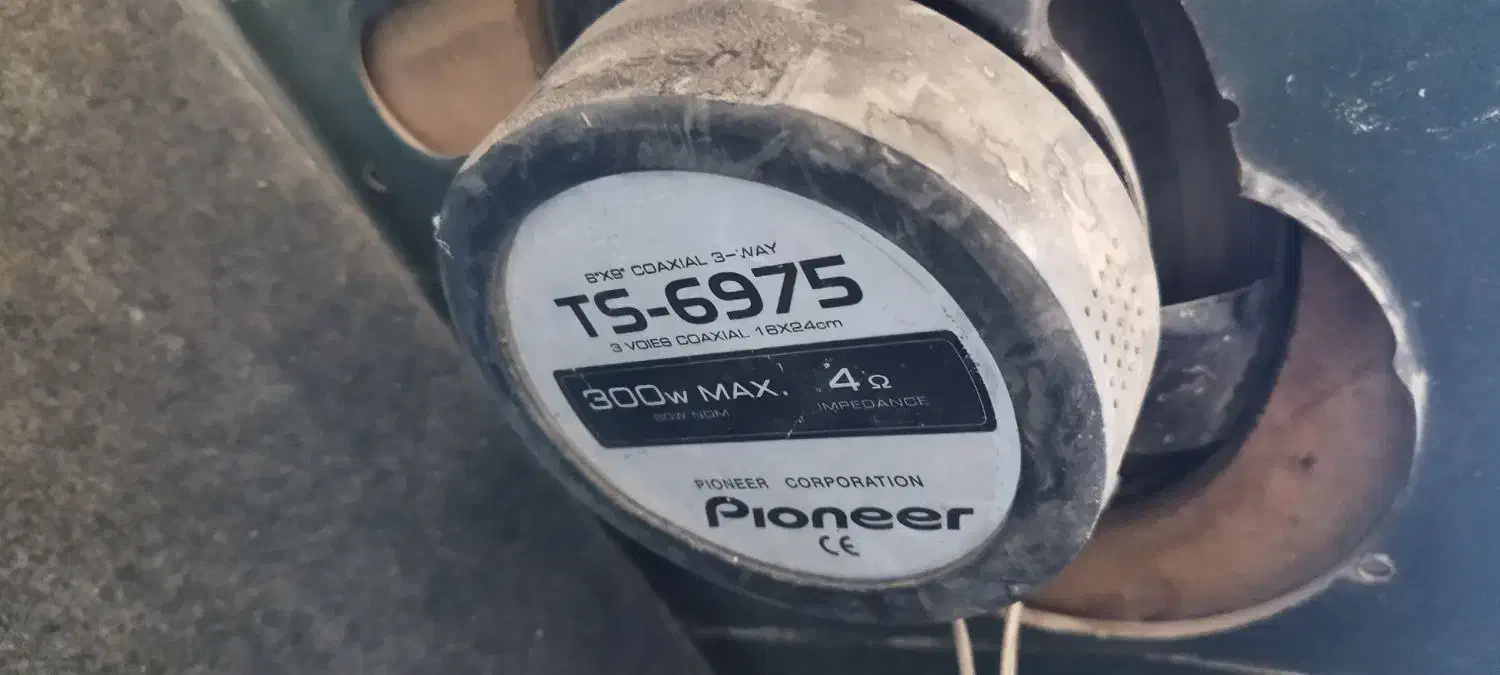 6"X9" COAXIAL 3-WAY
TS-6975
3 VOIES COAXIAL 16X24cm
300W MAX. 4Ω
60W NOM IMPEDANCE
PIONEER CORPORATION
Pioneer
CE